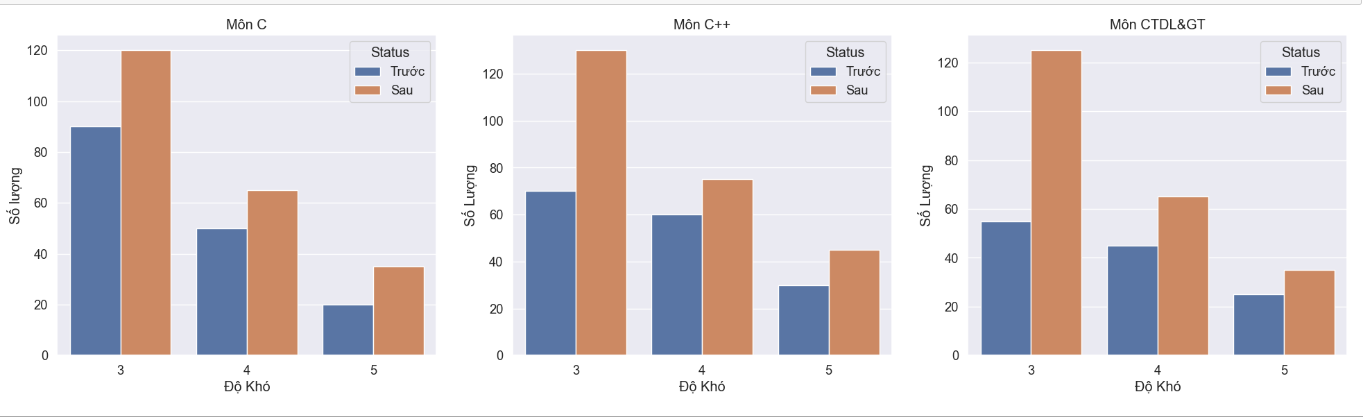 Môn C
Số lượng
120
100
80
60
40
20
0
3
4
5
Độ Khó
Status
Trước
Sau
Môn C++
Số Lượng
120
100
80
60
40
20
0
3
4
5
Độ Khó
Status
Trước
Sau
Môn CTDL&GT
Số Lượng
120
100
80
60
40
20
0
3
4
5
Độ Khó
Status
Trước
Sau